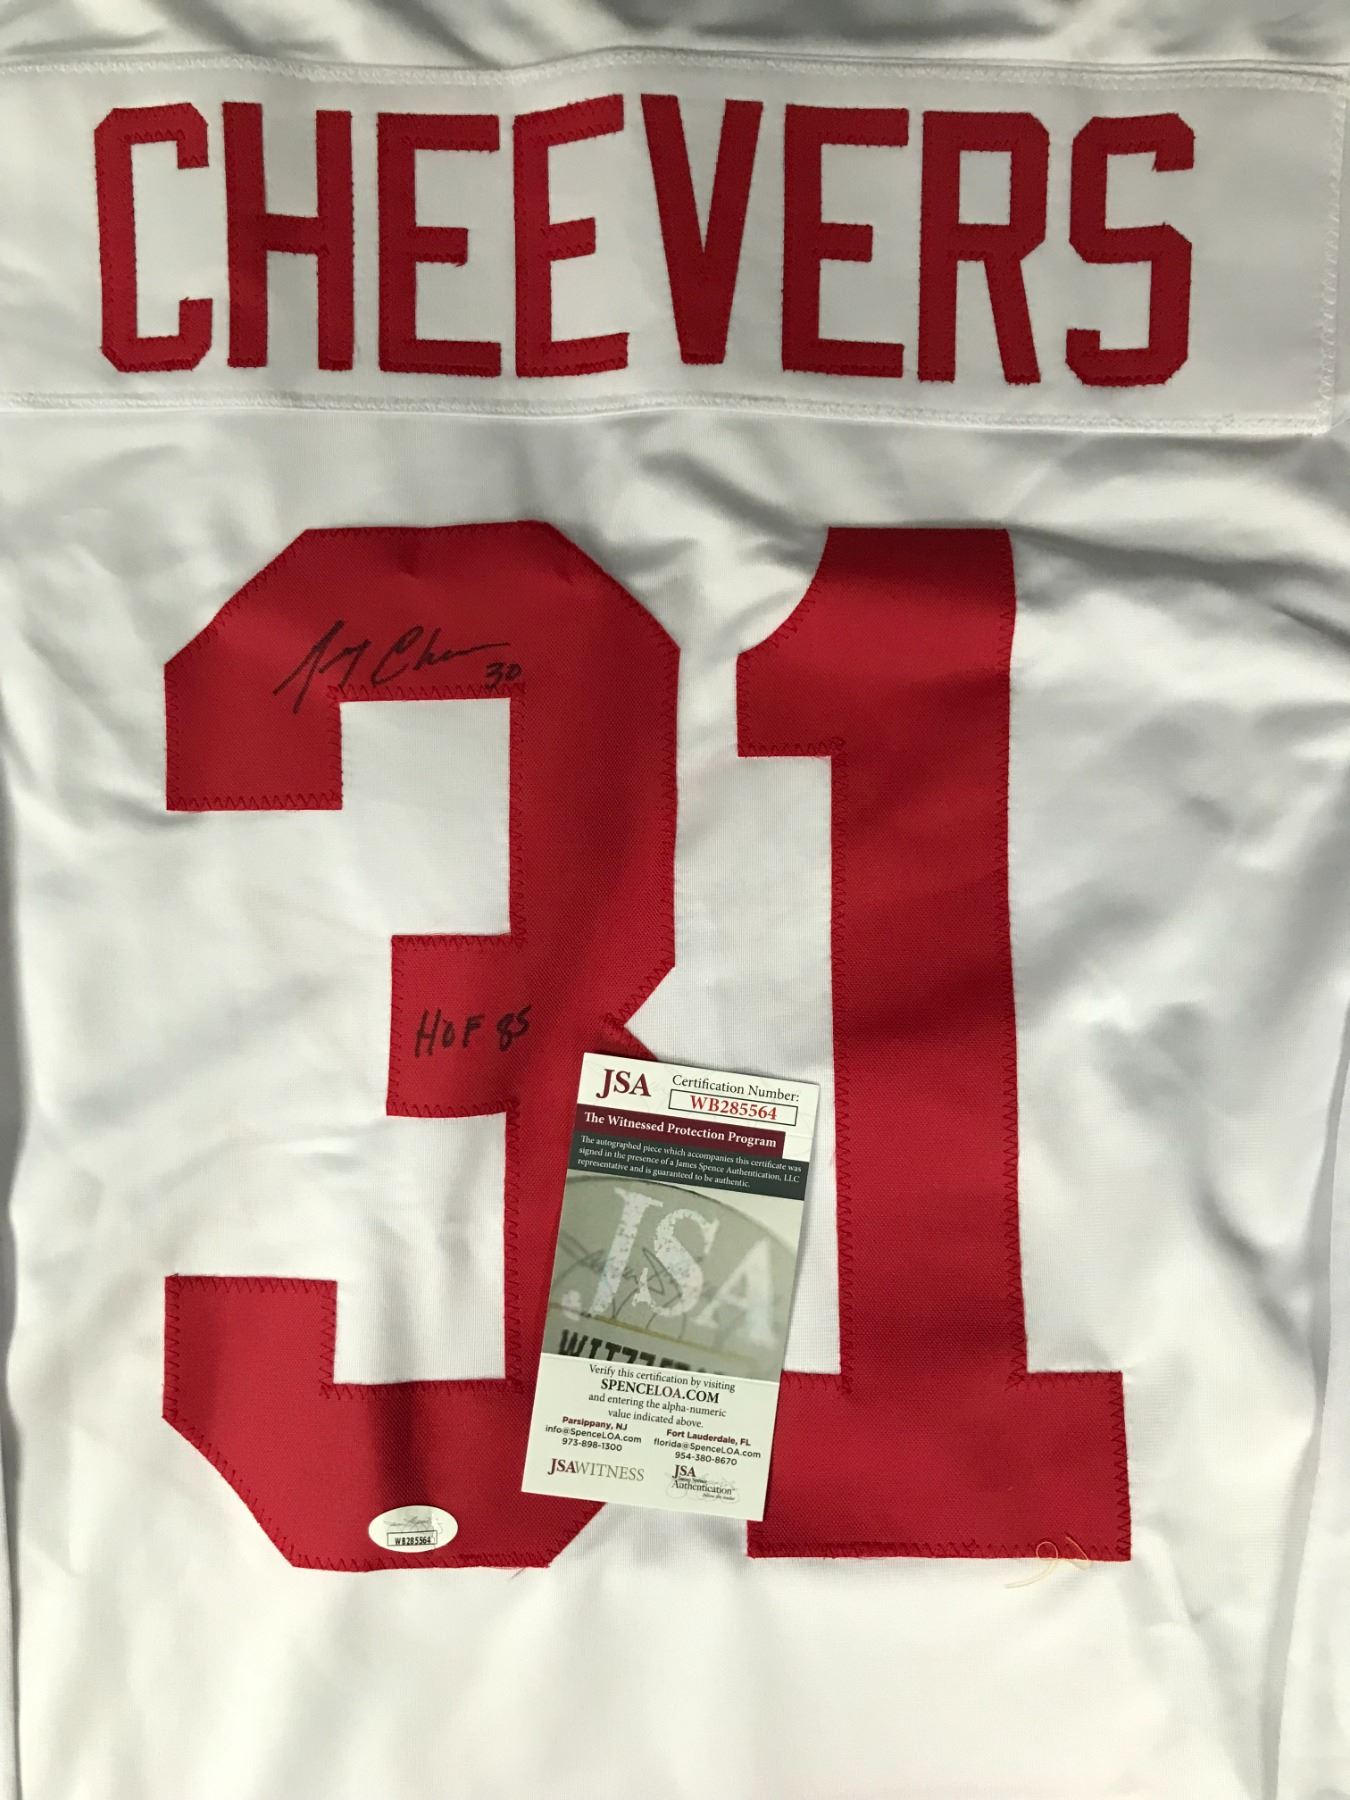 CHEEVERS
31
Gerry Cheevers 30
HOF 85
JSA
Certification Number:
WB285564
The Witnessed Protection Program
The autographed piece which accompanies this certificate was
signed in the presence of a James Spence Authentication, LLC
representative and is guaranteed to be authentic.
JSA
Verify this certification by visiting
SPENCELOA.COM
and entering the alpha-numeric
value indicated above.
Parsippany, NJ
info@SpenceLOA.com
973-898-1300
Fort Lauderdale, FL
florida@SpenceLOA.com
954-380-8670
JSAWITNESS
JSA
Authentication
WB285564